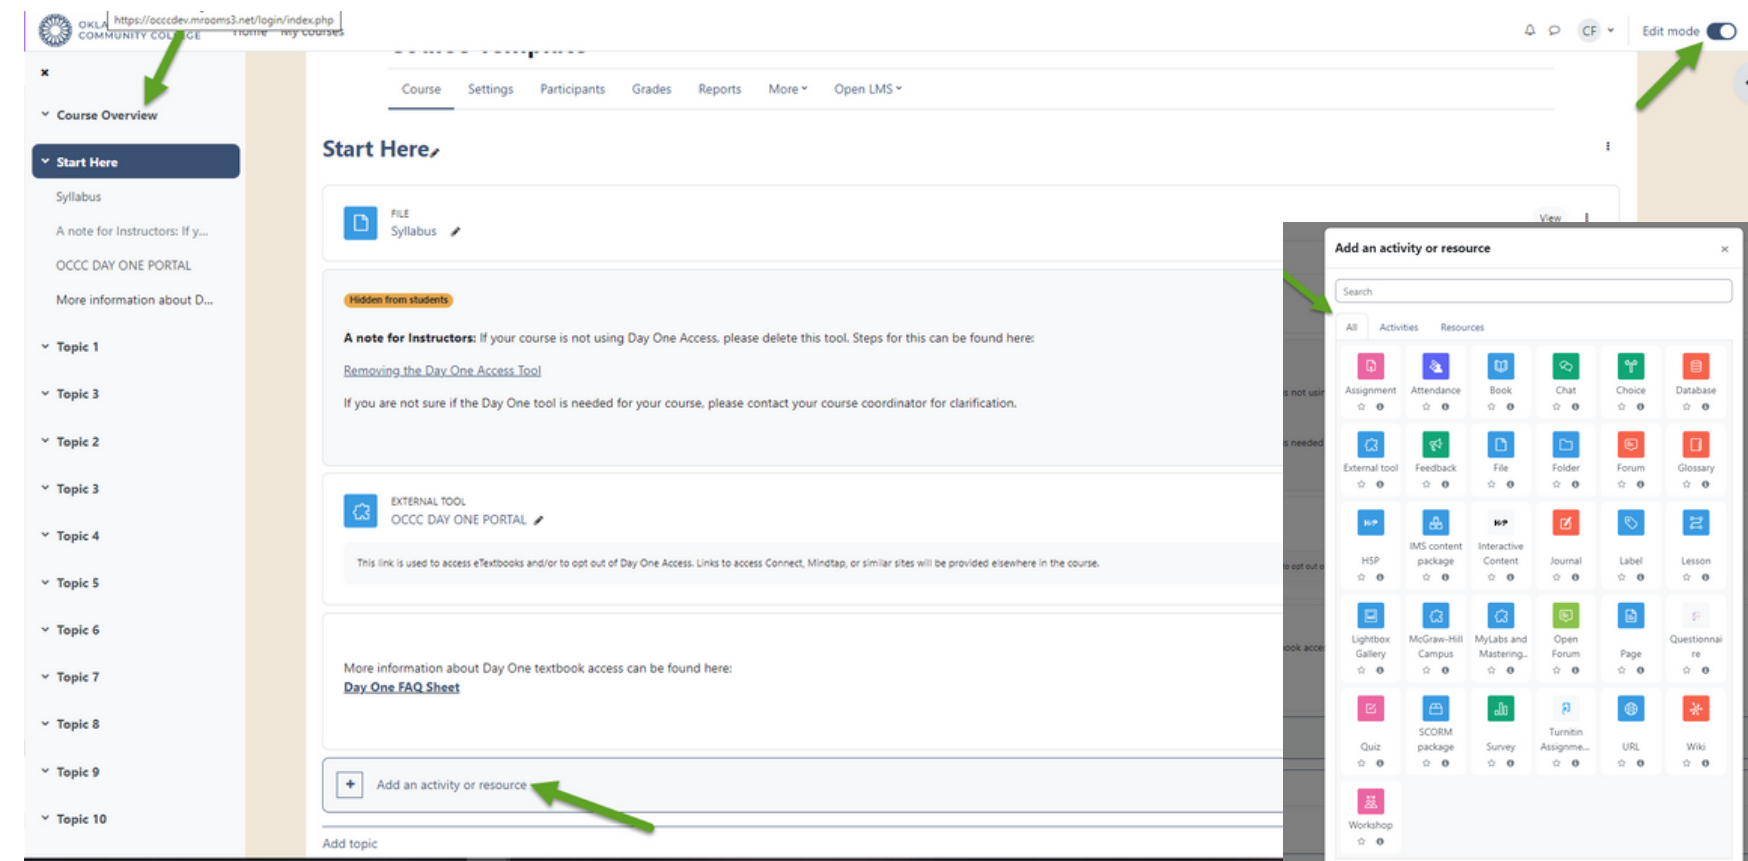 https://occcdev.mrooms3.net/login/index.php
COMMUNITY COLLEGE
Home My courses
CF
Edit mode
Course Template
Course Settings Participants Grades Reports More Open LMS
Course Overview
Start Here
Syllabus
A note for Instructors: If y...
OCCC DAY ONE PORTAL
More information about D...
Topic 1
Topic 3
Topic 2
Topic 3
Topic 4
Topic 5
Topic 6
Topic 7
Topic 8
Topic 9
Topic 10
Start Here
FILE
Syllabus
View
Hidden from students
A note for Instructors: If your course is not using Day One Access, please delete this tool. Steps for this can be found here:
Removing the Day One Access Tool
If you are not sure if the Day One tool is needed for your course, please contact your course coordinator for clarification.
EXTERNAL TOOL
OCCC DAY ONE PORTAL
This link is used to access eTextbooks and/or to opt out of Day One Access. Links to access Connect, Mindtap, or similar sites will be provided elsewhere in the course.
More information about Day One textbook access can be found here:
Day One FAQ Sheet
Add an activity or resource
Add topic
Add an activity or resource
Search
All Activities Resources
Assignment Attendance Book Chat Choice Database
External tool Feedback File Folder Forum Glossary
H5P
H5P
H5P
IMS content
package
Interactive
Content
Journal
Label
Lesson
Lightbox
Gallery
McGraw-Hill
Campus
MyLabs and
Mastering...
Open
Forum
Page
Questionnai
re
Quiz
SCORM
package
Survey
Turnitin
Assignme...
URL
Wiki
Workshop